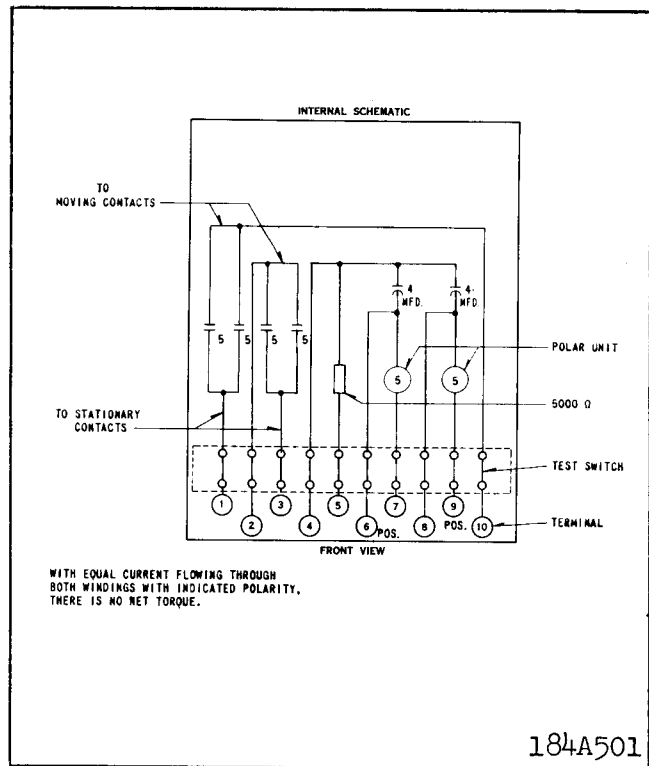 INTERNAL SCHEMATIC
TO
MOVING CONTACTS
4
MFD.
4
MFD.
5
5
5
5
POLAR UNIT
5
5
5000 Ω
TO STATIONARY
CONTACTS
TEST SWITCH
1
3
5
7
9
2
4
6
POS.
8
POS.
10
TERMINAL
FRONT VIEW
WITH EQUAL CURRENT FLOWING THROUGH
BOTH WINDINGS WITH INDICATED POLARITY,
THERE IS NO NET TORQUE.
184A501